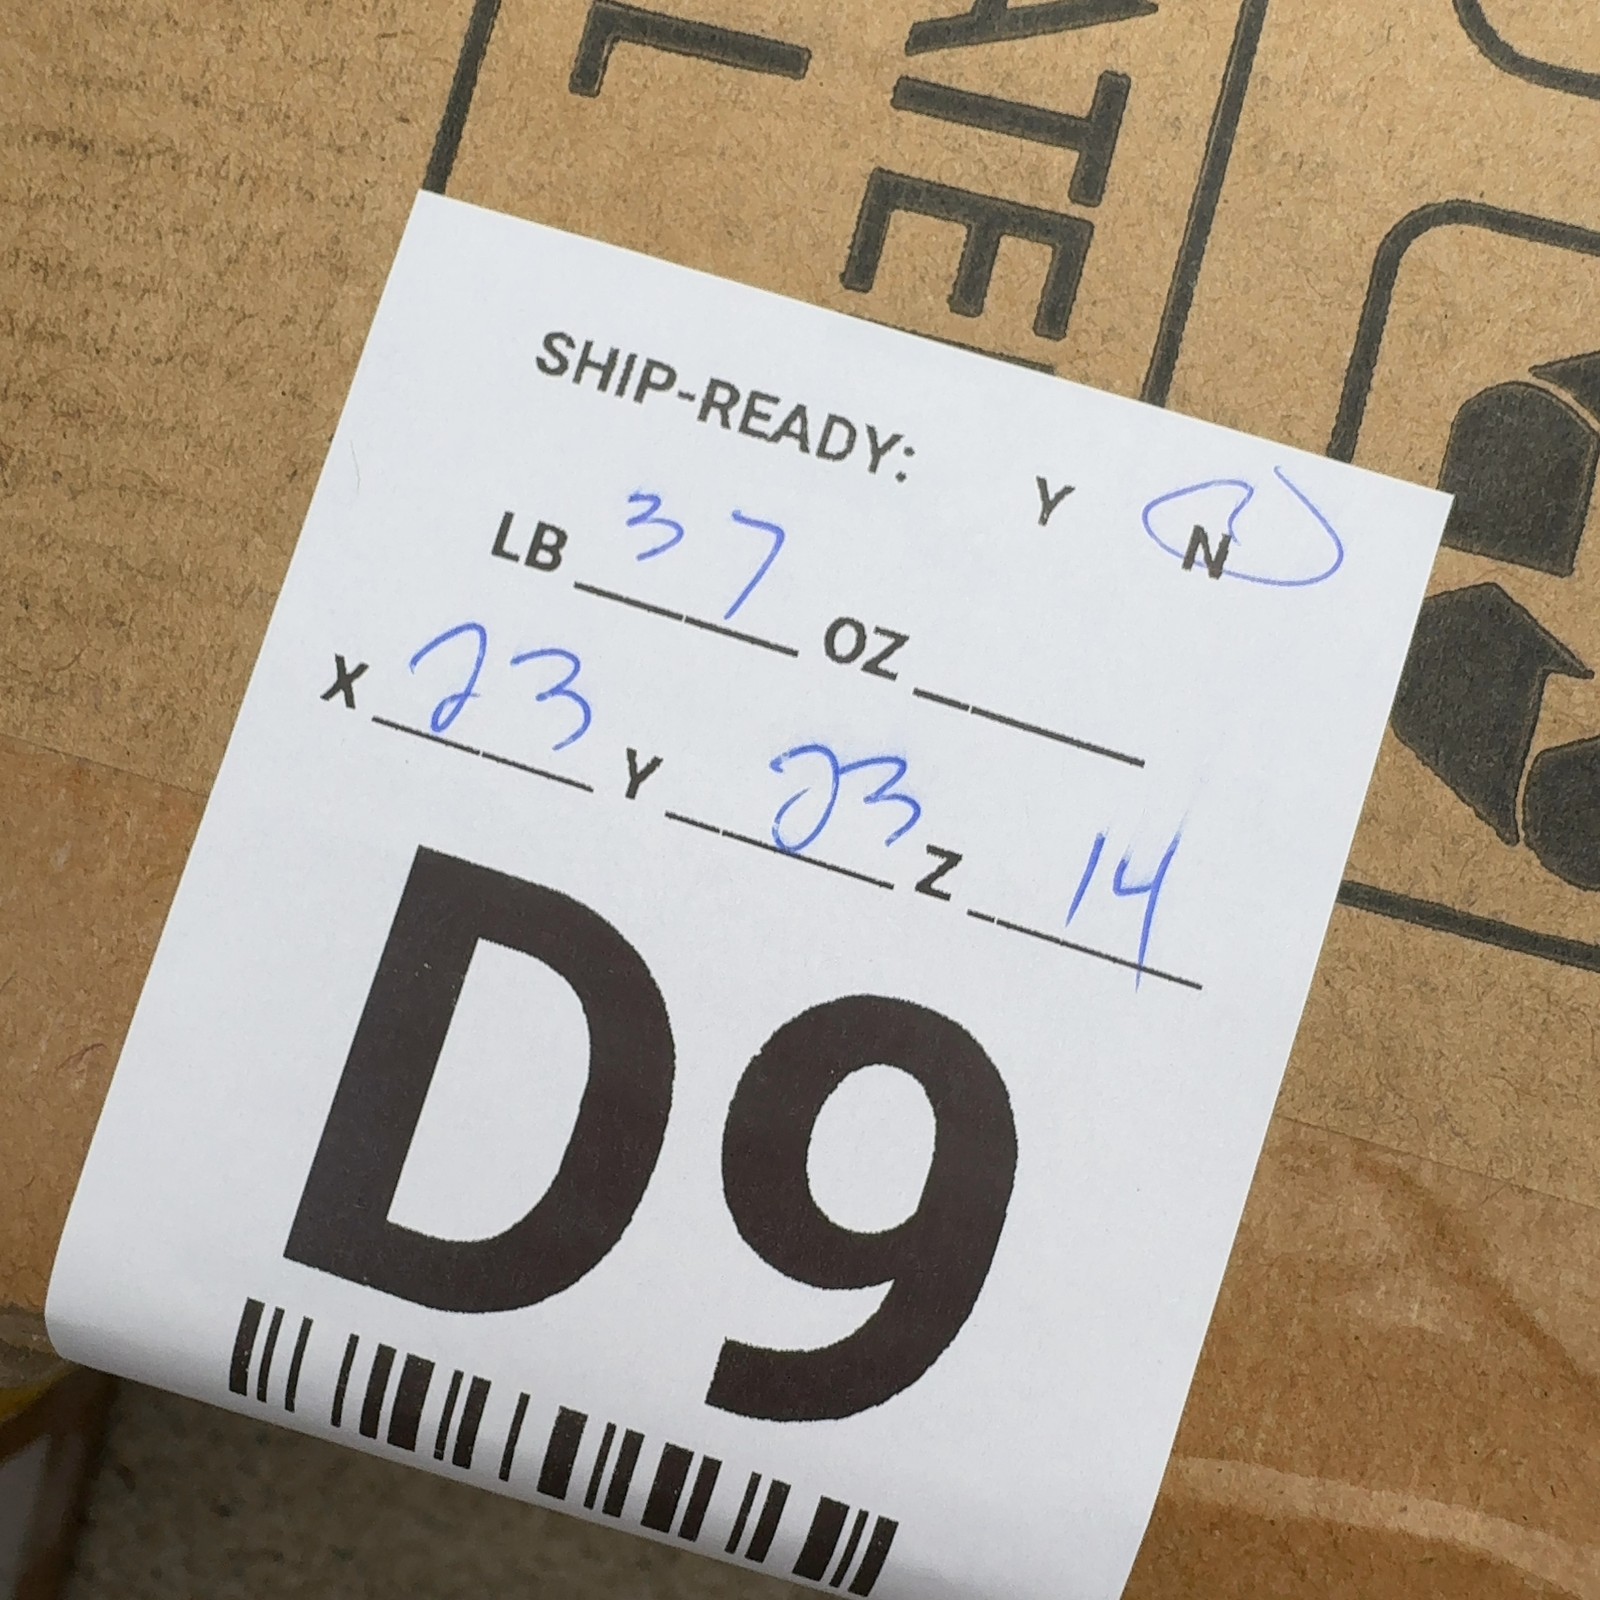 SHIP-READY: Y N
LB 37 OZ
X 23 Y 23 Z 14
D9